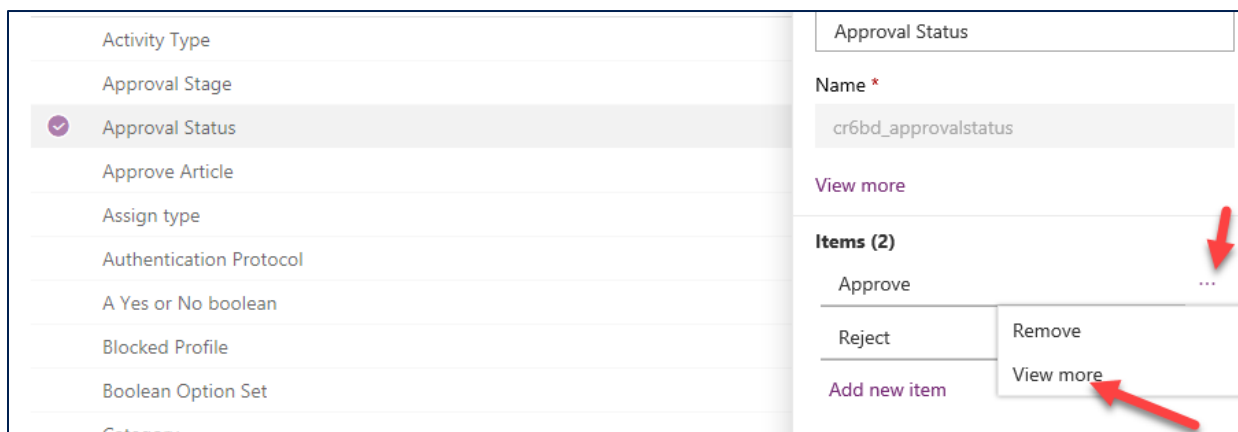 Activity Type
Approval Stage
Approval Status
Approve Article
Assign type
Authentication Protocol
A Yes or No boolean
Blocked Profile
Boolean Option Set
Approval Status
Name *
cr6bd_approvalstatus
View more
Items (2)
Approve ...
Reject
Remove
View more
Add new item